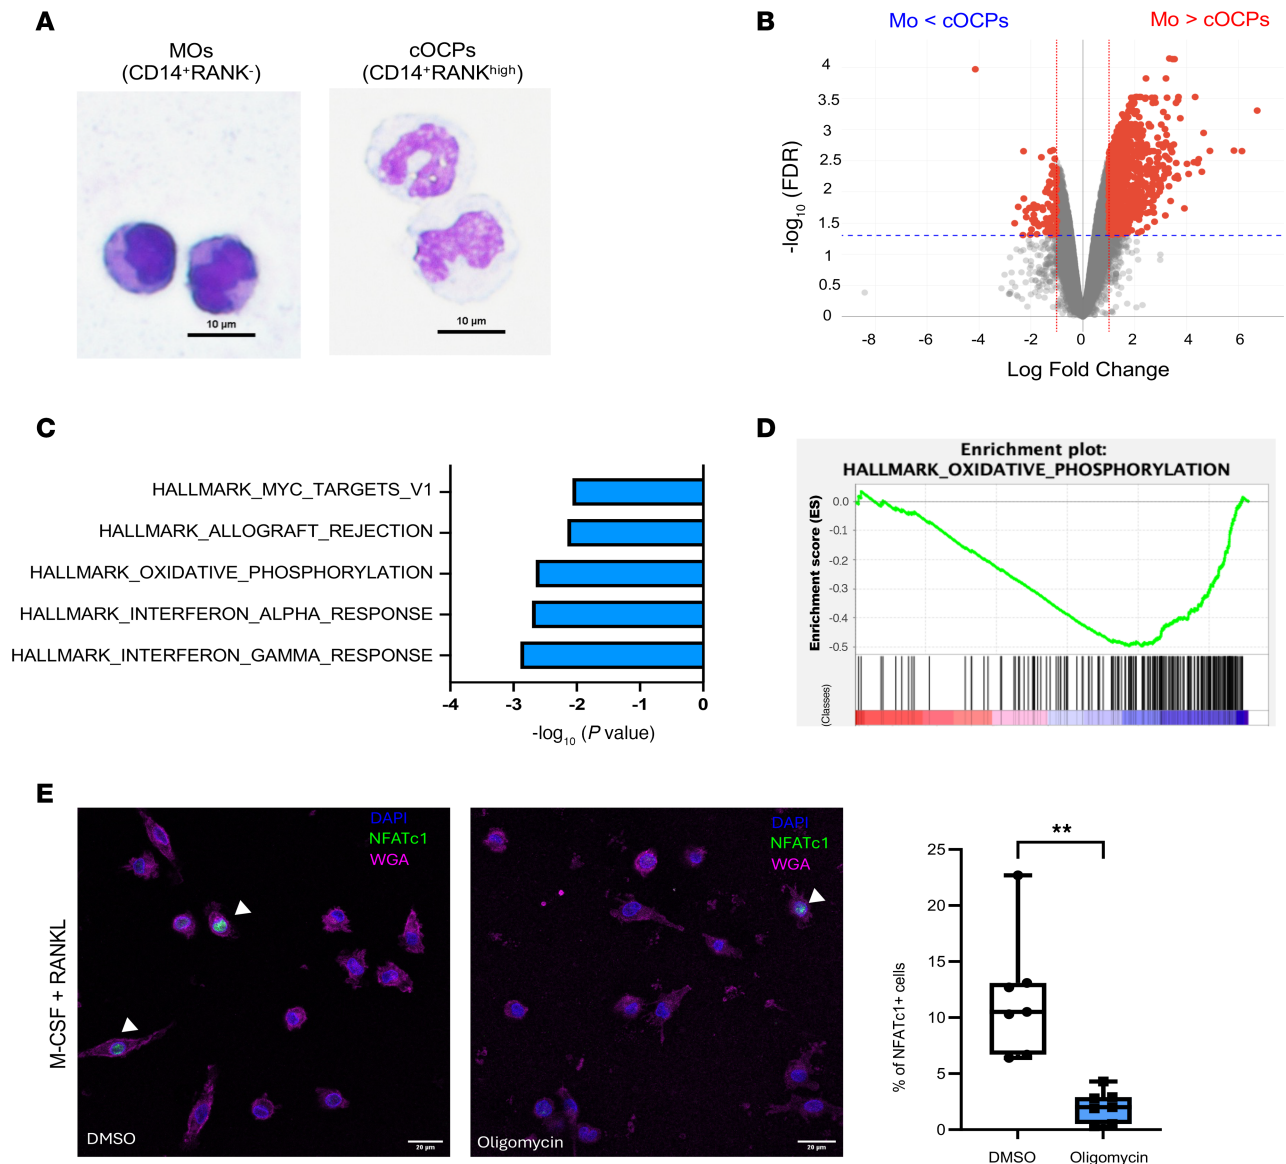 A
MOs
(CD14+RANK-)
cOCPs
(CD14+RANKhigh)
10 µm
10 µm
B
Mo < cOCPs
Mo > cOCPs
-log10 (FDR)
4
3.5
3
2.5
2
1.5
1
0.5
0
-8
-6
-4
-2
0
2
4
6
Log Fold Change
C
HALLMARK_MYC_TARGETS_V1
HALLMARK_ALLOGRAFT_REJECTION
HALLMARK_OXIDATIVE_PHOSPHORYLATION
HALLMARK_INTERFERON_ALPHA_RESPONSE
HALLMARK_INTERFERON_GAMMA_RESPONSE
-4
-3
-2
-1
0
-log10 (P value)
D
Enrichment plot:
HALLMARK_OXIDATIVE_PHOSPHORYLATION
Enrichment score (ES)
0.0
-0.1
-0.2
-0.3
-0.4
-0.5
(Classes)
E
M-CSF + RANKL
DAPI
NFATc1
WGA
DMSO
20 µm
DAPI
NFATc1
WGA
Oligomycin
20 µm
% of NFATc1+ cells
**
25
20
15
10
5
0
DMSO
Oligomycin